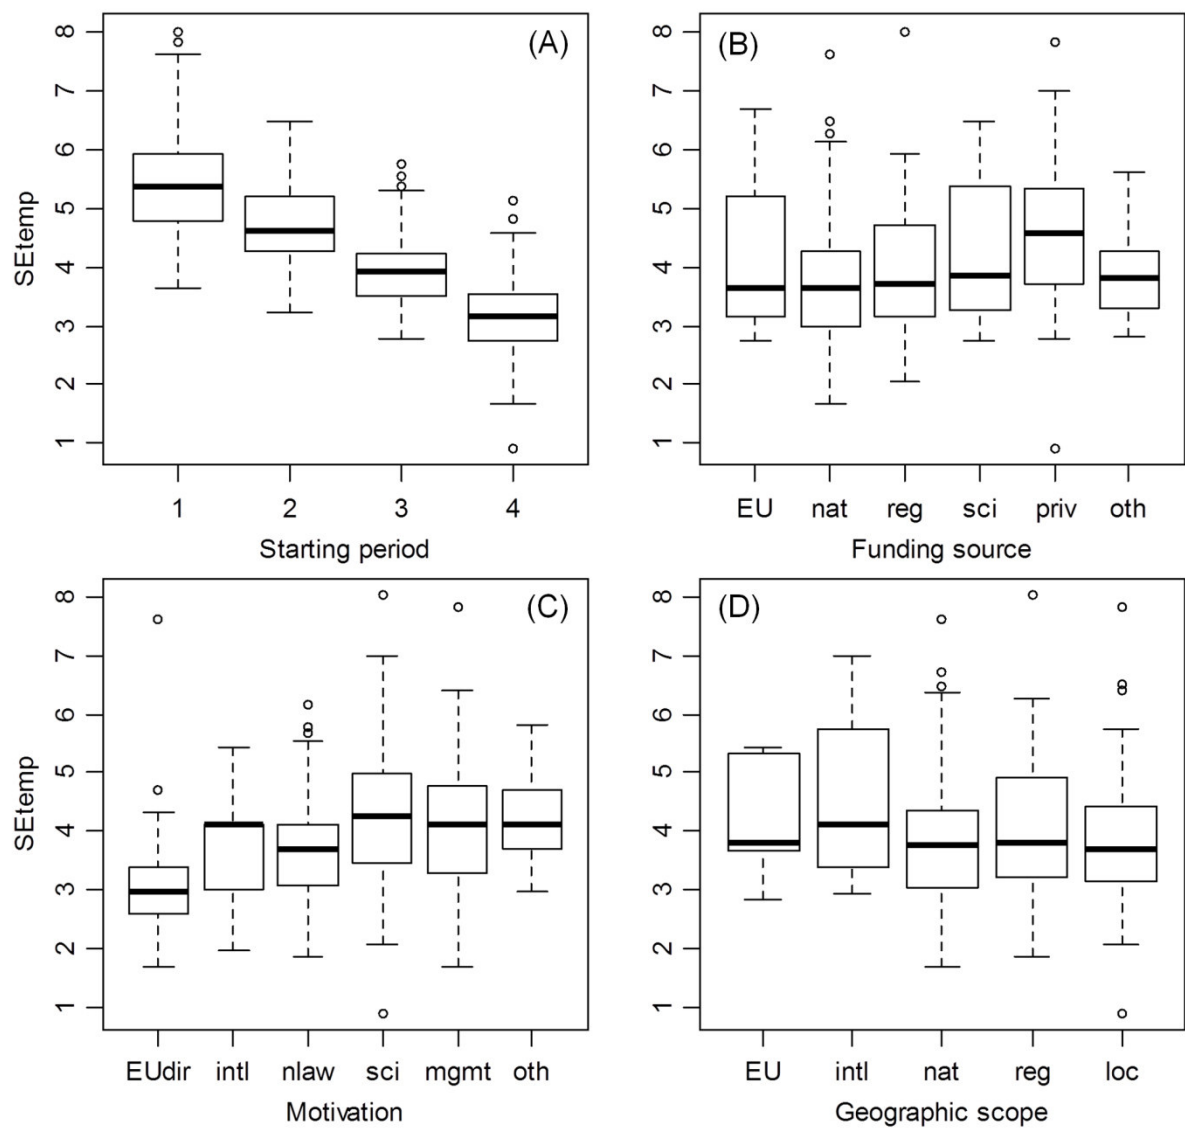 (A)
SEtemp
8
7
6
5
4
3
2
1
1 2 3 4
Starting period
(B)
8
7
6
5
4
3
2
1
EU nat reg sci priv oth
Funding source
(C)
SEtemp
8
7
6
5
4
3
2
1
EUdir intl nlaw sci mgmt oth
Motivation
(D)
8
7
6
5
4
3
2
1
EU intl nat reg loc
Geographic scope